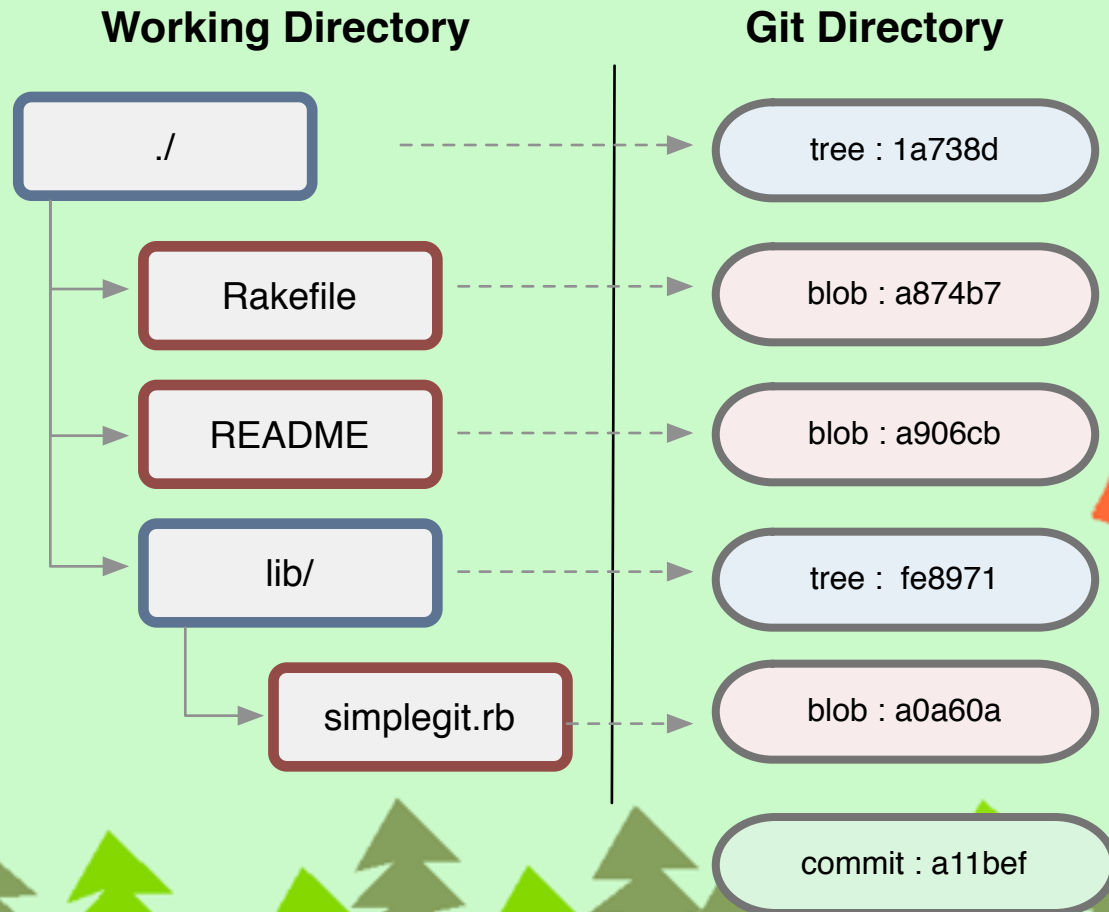 Working Directory
Git Directory
./
tree : 1a738d
Rakefile
blob : a874b7
README
blob : a906cb
lib/
tree : fe8971
simplegit.rb
blob : a0a60a
commit : a11bef